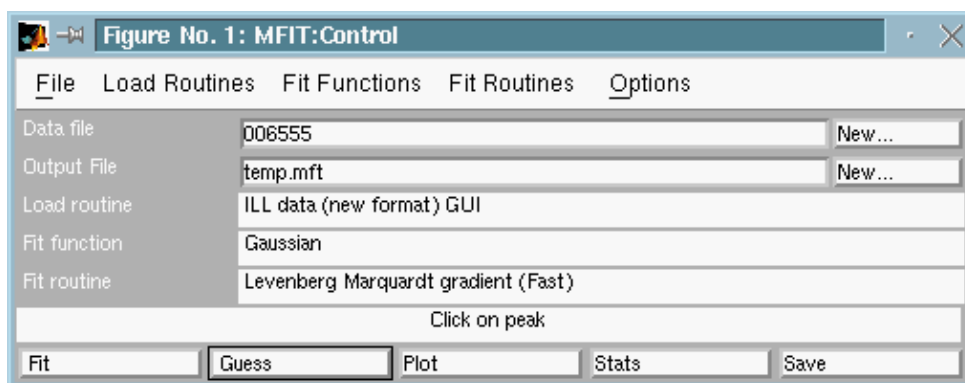 Figure No. 1: MFIT:Control
File Load Routines Fit Functions Fit Routines Options
Data file 006555 New...
Output File temp.mft New...
Load routine ILL data (new format) GUI
Fit function Gaussian
Fit routine Levenberg Marquardt gradient (Fast)
Click on peak
Fit Guess Plot Stats Save